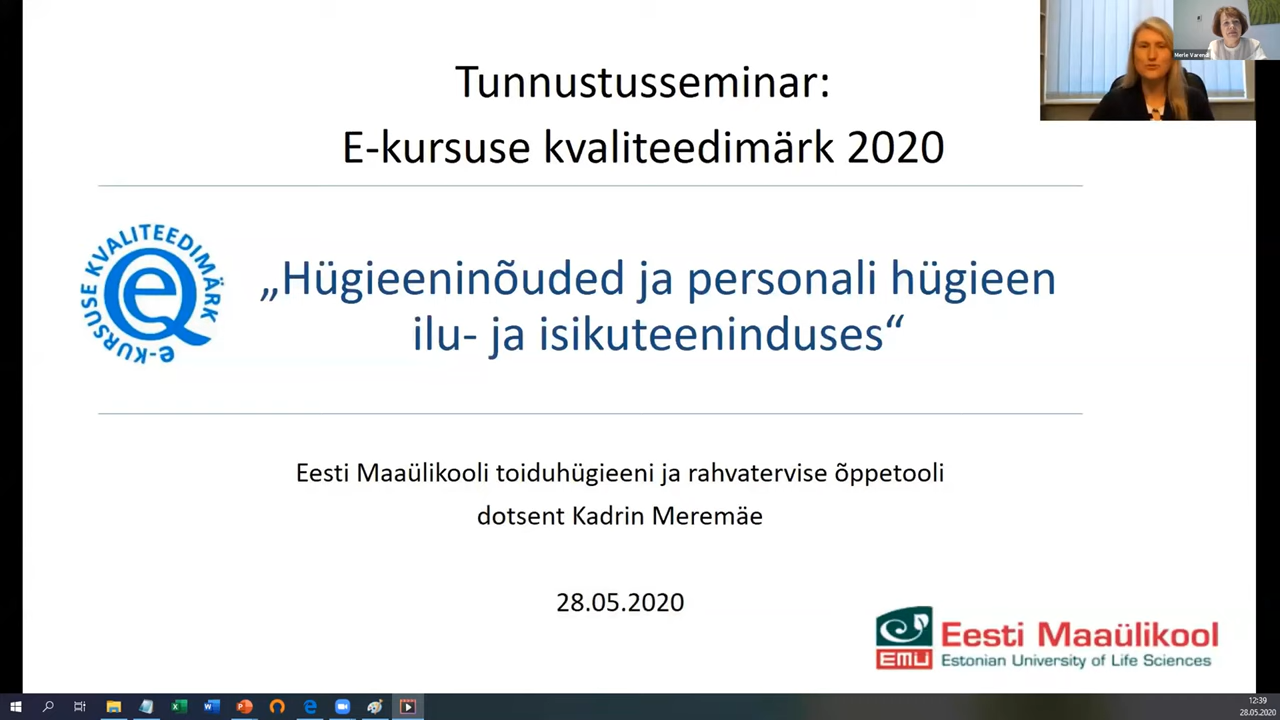 Tunnustusseminar:
E-kursuse kvaliteedimärk 2020
E-KURSUSE KVALITEEDIMÄRK
„Hügieeninõuded ja personali hügieen
ilu- ja isikuteeninduses“
Eesti Maaülikooli toiduhügieeni ja rahvatervise õppetooli
dotsent Kadrin Meremäe
28.05.2020
EMÜ
Eesti Maaülikool
Estonian University of Life Sciences
12:39
28.05.2020